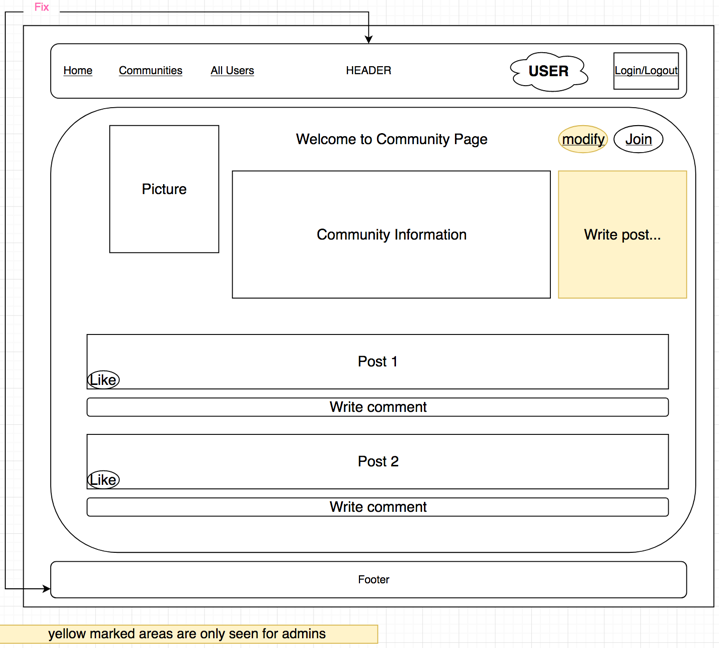 Fix
Home Communities All Users HEADER USER Login/Logout
Welcome to Community Page modify Join
Picture
Community Information
Write post...
Post 1
Like
Write comment
Post 2
Like
Write comment
Footer
yellow marked areas are only seen for admins